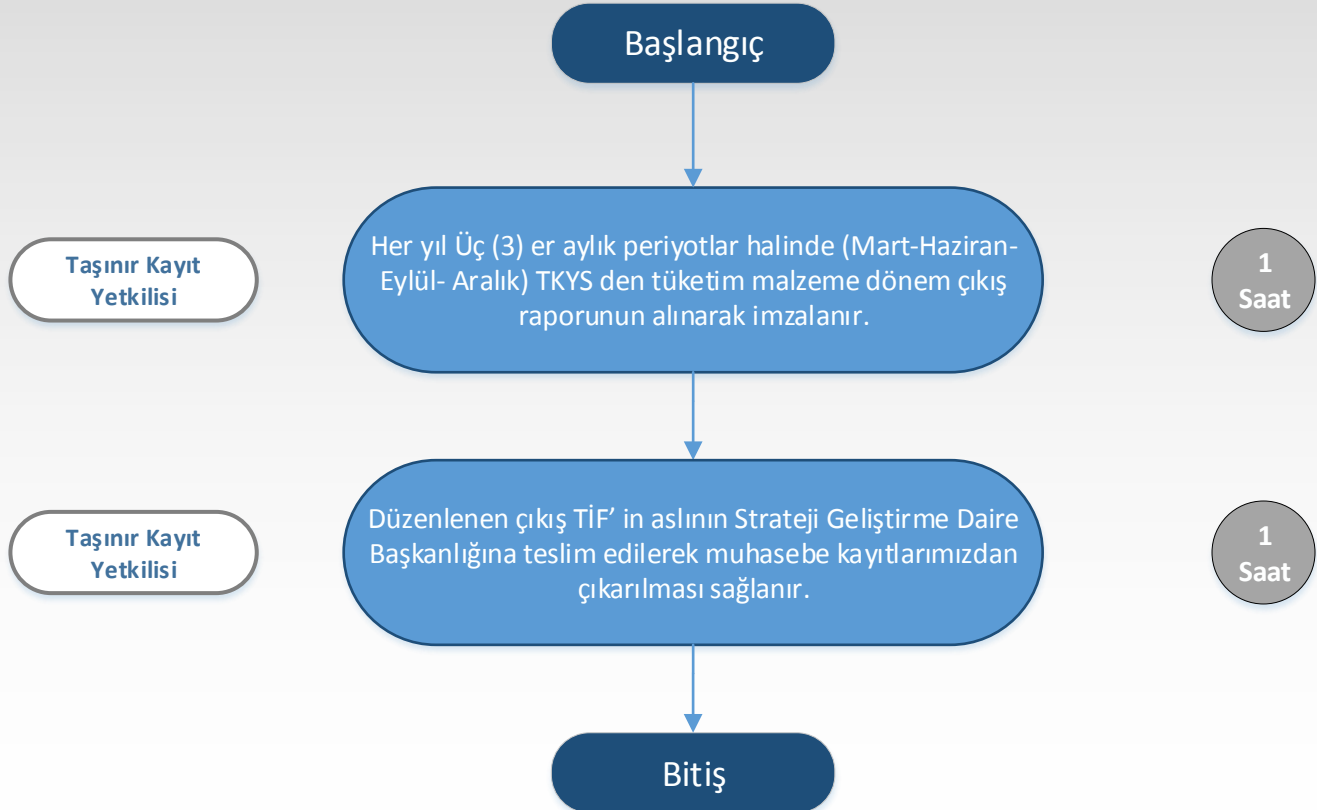 Başlangıç
Taşınır Kayıt
Yetkilisi
Her yıl Üç (3) er aylık periyotlar halinde (Mart-Haziran-
Eylül- Aralık) TKYS den tüketim malzeme dönem çıkış
raporunun alınarak imzalanır.
1
Saat
Taşınır Kayıt
Yetkilisi
Düzenlenen çıkış TİF’ in aslının Strateji Geliştirme Daire
Başkanlığına teslim edilerek muhasebe kayıtlarımızdan
çıkarılması sağlanır.
1
Saat
Bitiş